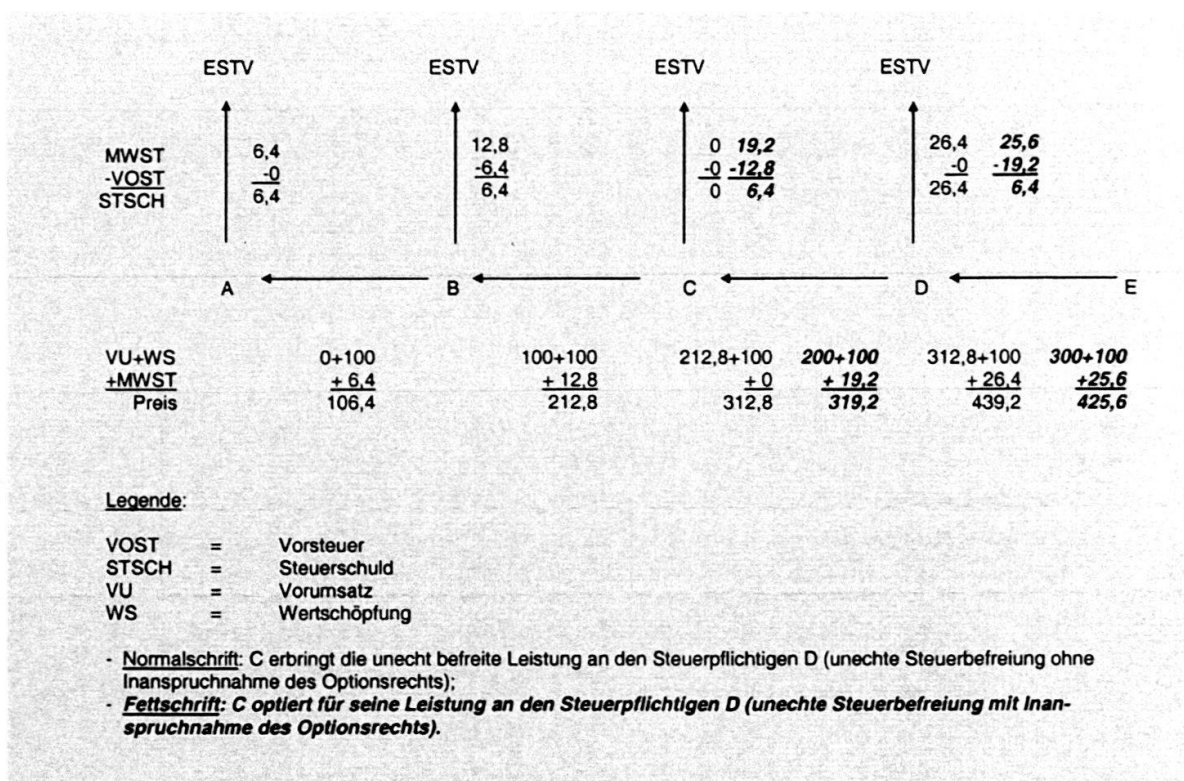 ESTV ESTV ESTV ESTV
MWST 6,4 12,8 0 19,2 26,4 25,6
-VOST -0 -6,4 -0 -12,8 -0 -19,2
STSCH 6,4 6,4 0 6,4 26,4 6,4
A B C D E
VU+WS 0+100 100+100 212,8+100 200+100 312,8+100 300+100
+MWST + 6,4 + 12,8 + 0 + 19,2 + 26,4 +25,6
Preis 106,4 212,8 312,8 319,2 439,2 425,6
Legende:
VOST = Vorsteuer
STSCH = Steuerschuld
VU = Vorumsatz
WS = Wertschöpfung
- Normalschrift: C erbringt die unecht befreite Leistung an den Steuerpflichtigen D (unechte Steuerbefreiung ohne
Inanspruchnahme des Optionsrechts);
- Fettschrift: C optiert für seine Leistung an den Steuerpflichtigen D (unechte Steuerbefreiung mit Inan-
spruchnahme des Optionsrechts).